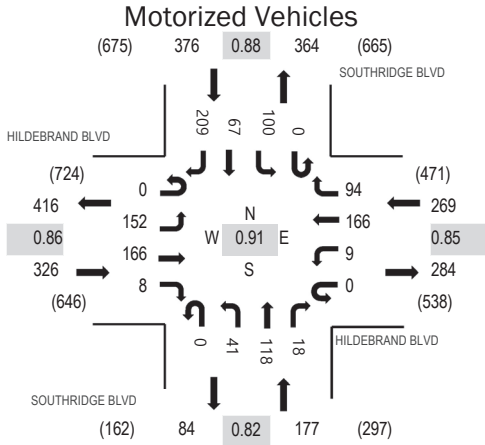 Motorized Vehicles
(675) 376 0.88 364 (665)
SOUTHRIDGE BLVD
HILDEBRAND BLVD
209 67 100 0
(724) (471)
0 94
416 269
152 166
N
0.86 W 0.91 E 0.85
166 9
S
326 284
8 0
(646) (538)
0 41 118 18
HILDEBRAND BLVD
SOUTHRIDGE BLVD
(162) 84 0.82 177 (297)